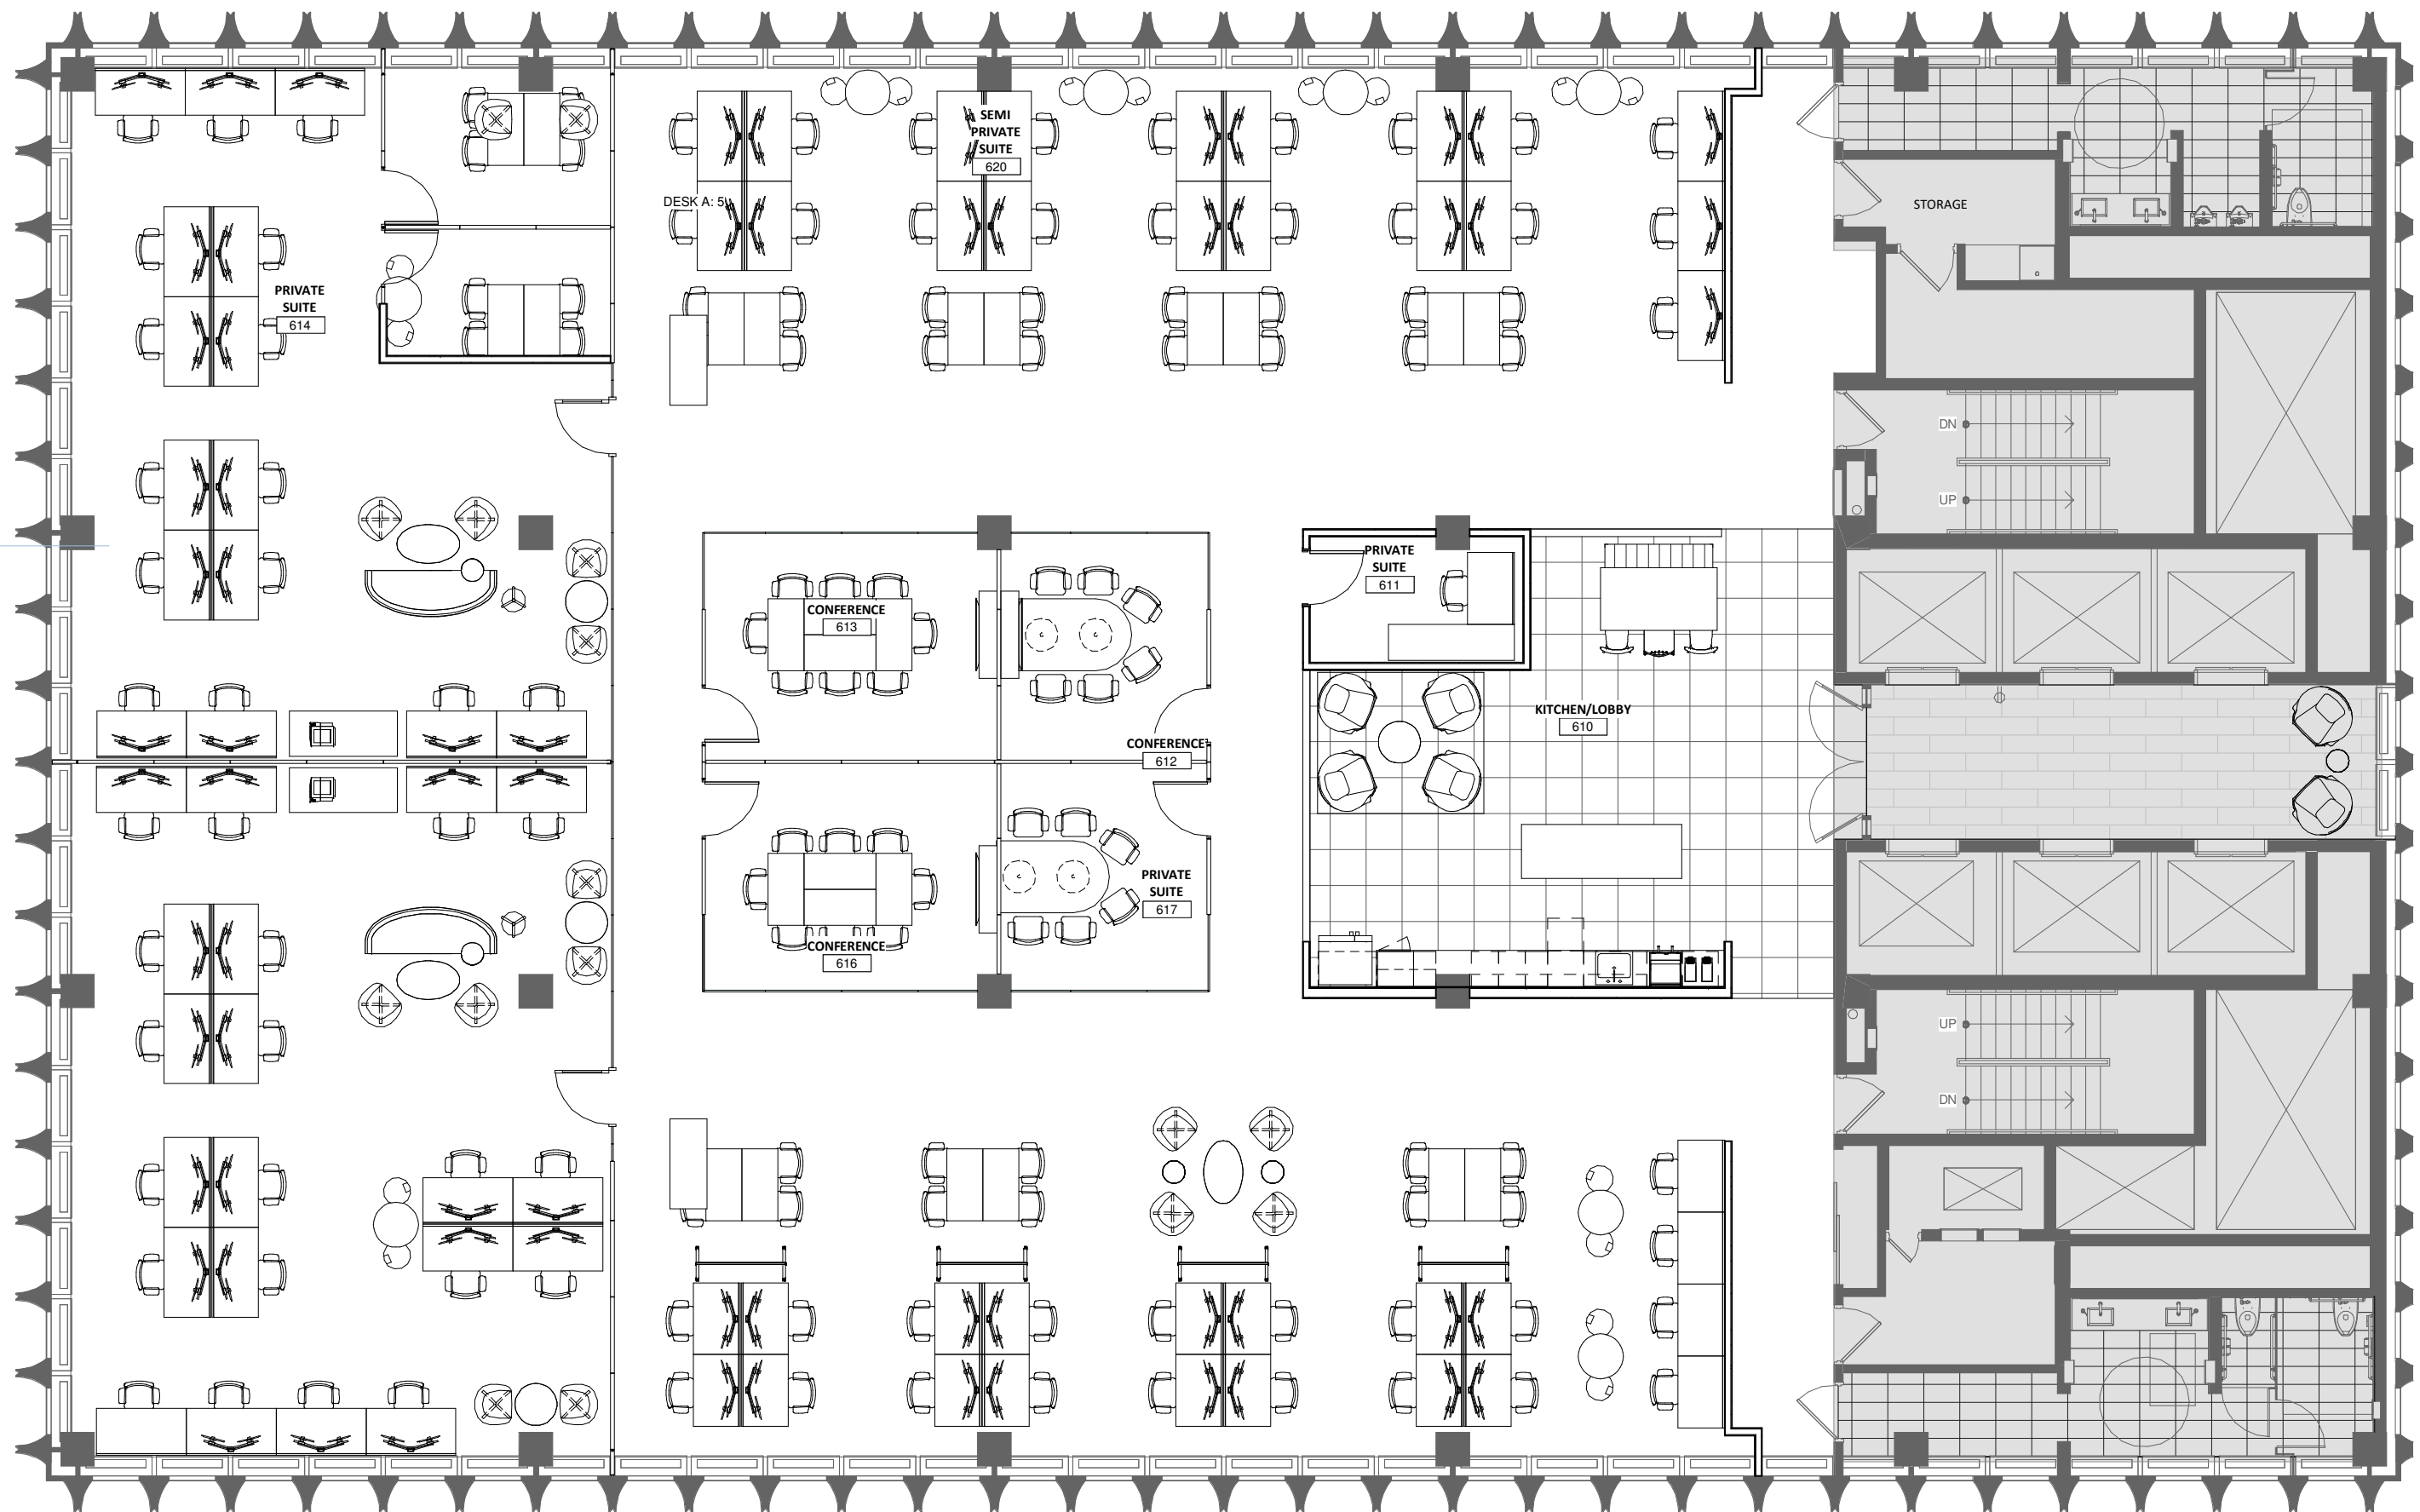 SEMI
PRIVATE
SUITE
620
DESK A: 5
STORAGE
PRIVATE
SUITE
614
DN
UP
PRIVATE
SUITE
611
CONFERENCE
613
KITCHEN/LOBBY
610
CONFERENCE
612
PRIVATE
SUITE
617
CONFERENCE
616
UP
DN